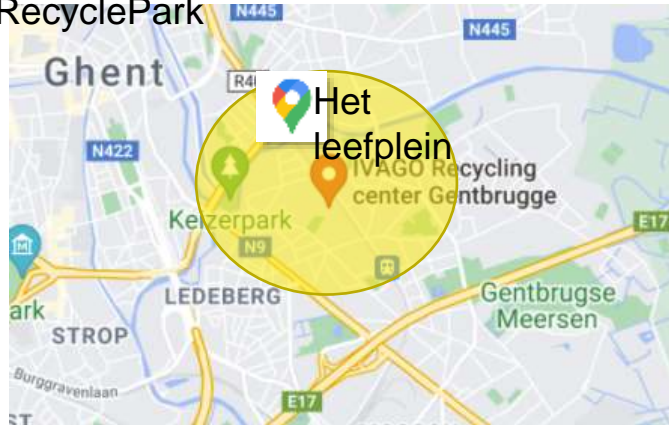 RecyclePark
N445
N445
Ghent
R40
Het
leefplein
N422
IVAGO Recycling
center Gentbrugge
Keizerpark
E17
N9
ark
LEDEBERG
Gentbrugse
Meersen
STROP
Burggravenlaan
E17
ST